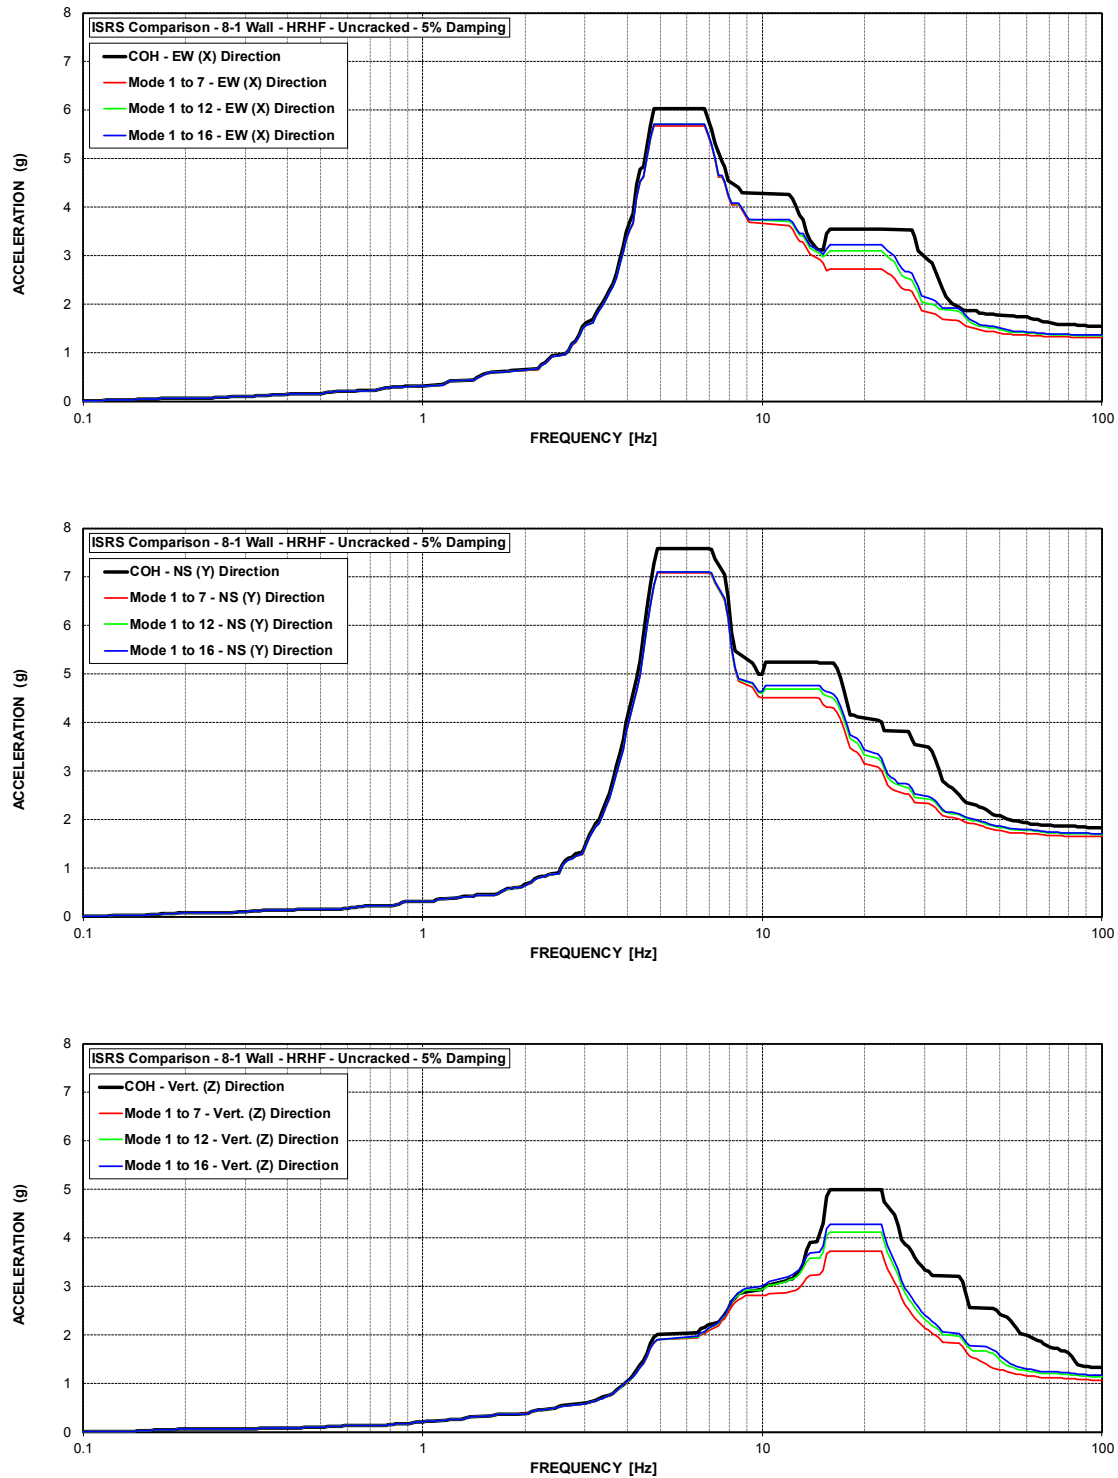 8
ISRS Comparison - 8-1 Wall - HRHF - Uncracked - 5% Damping
COH - EW (X) Direction
Mode 1 to 7 - EW (X) Direction
Mode 1 to 12 - EW (X) Direction
Mode 1 to 16 - EW (X) Direction
7
6
5
4
3
2
1
0
ACCELERATION (g)
0.1
1
10
100
FREQUENCY [Hz]
8
ISRS Comparison - 8-1 Wall - HRHF - Uncracked - 5% Damping
COH - NS (Y) Direction
Mode 1 to 7 - NS (Y) Direction
Mode 1 to 12 - NS (Y) Direction
Mode 1 to 16 - NS (Y) Direction
7
6
5
4
3
2
1
0
ACCELERATION (g)
0.1
1
10
100
FREQUENCY [Hz]
8
ISRS Comparison - 8-1 Wall - HRHF - Uncracked - 5% Damping
COH - Vert. (Z) Direction
Mode 1 to 7 - Vert. (Z) Direction
Mode 1 to 12 - Vert. (Z) Direction
Mode 1 to 16 - Vert. (Z) Direction
7
6
5
4
3
2
1
0
ACCELERATION (g)
0.1
1
10
100
FREQUENCY [Hz]